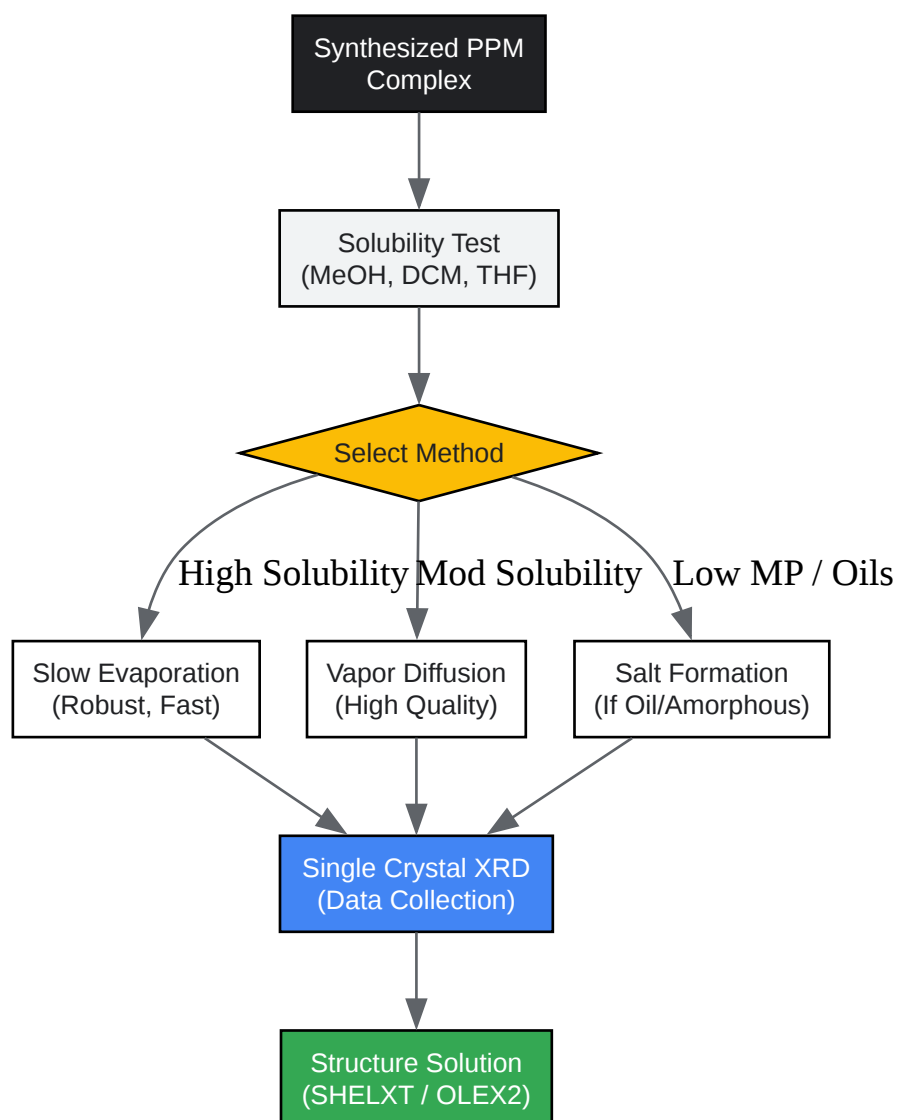 Synthesized PPM
Complex
Solubility Test
(MeOH, DCM, THF)
Select Method
High Solubility
Mod Solubility
Low MP / Oils
Slow Evaporation
(Robust, Fast)
Vapor Diffusion
(High Quality)
Salt Formation
(If Oil/Amorphous)
Single Crystal XRD
(Data Collection)
Structure Solution
(SHELXT / OLEX2)